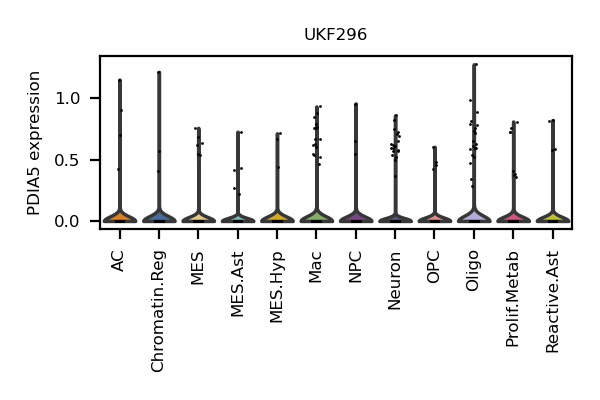 UKF296
PDIA5 expression
1.0
0.5
0.0
AC
Chromatin.Reg
MES
MES.Ast
MES.Hyp
Mac
NPC
Neuron
OPC
Oligo
Prolif.Metab
Reactive.Ast